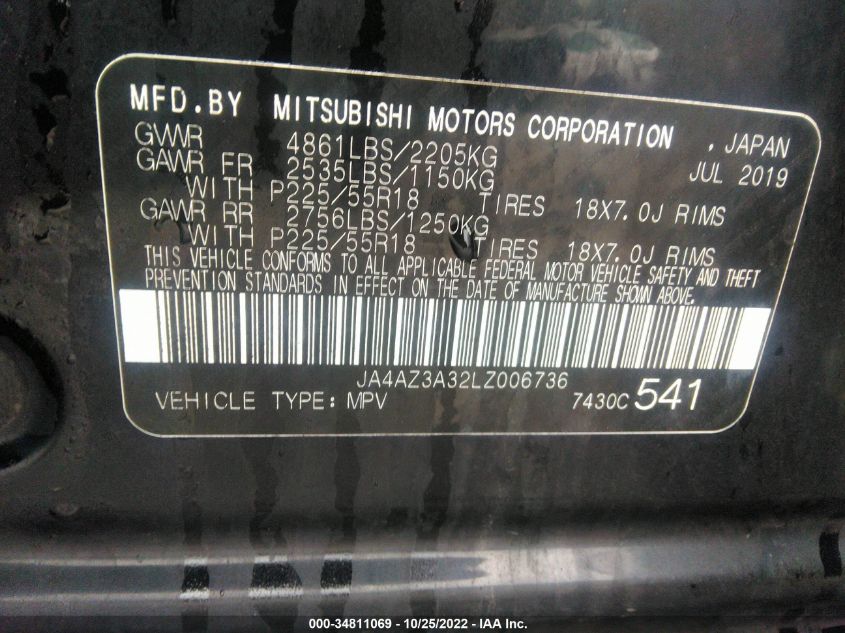 MFD.BY MITSUBISHI MOTORS CORPORATION , JAPAN
GVWR 4861LBS/2205KG JUL 2019
GAWR FR 2535LBS/1150KG
WITH P225/55R18 TIRES 18X7.0J RIMS
GAWR RR 2756LBS/1250KG
WITH P225/55R18 TIRES 18X7.0J RIMS
THIS VEHICLE CONFORMS TO ALL APPLICABLE FEDERAL MOTOR VEHICLE SAFETY AND THEFT
PREVENTION STANDARDS IN EFFECT ON THE DATE OF MANUFACTURE SHOWN ABOVE.
JA4AZ3A32LZ006736
VEHICLE TYPE: MPV 7430C 541
000-34811069 - 10/25/2022 - IAA Inc.